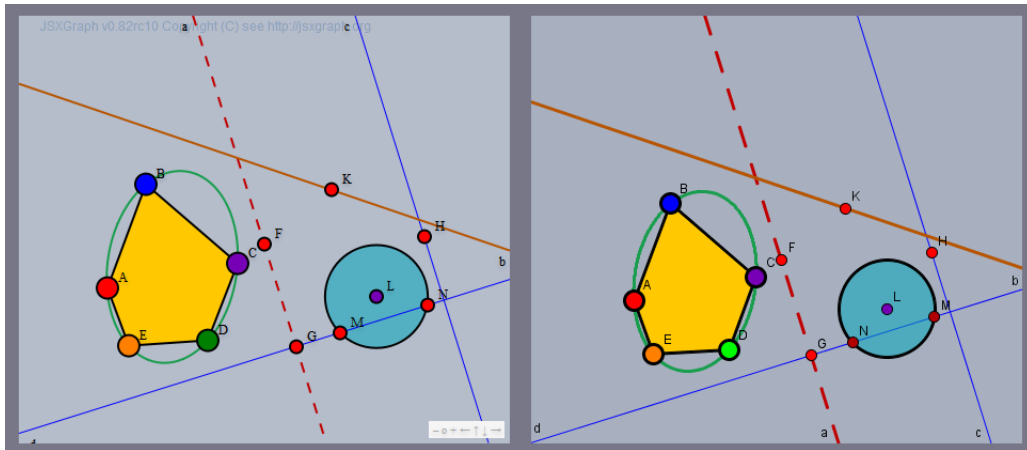 JSXGraph v0.82rc10 Copyright (C) see http://jsxgraph.org
a
c
B
K
H
F
C
b
A
L
N
M
E
D
G
d
K
B
H
F
C
b
A
L
M
N
E
D
G
d
a
c